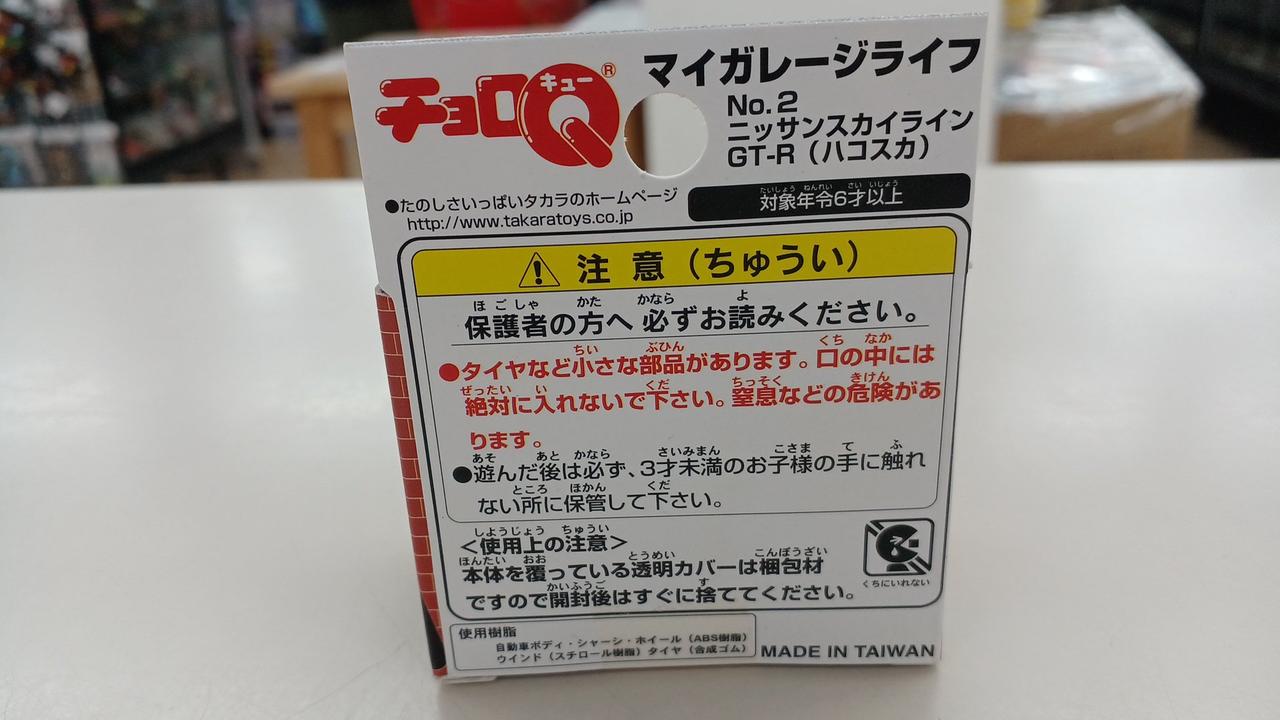 チョロQ®
キュー
マイガレージライフ
No.2
ニッサンスカイライン
GT-R（ハコスカ）
●たのしさいっぱいタカラのホームページ
http://www.takaratoys.co.jp
たいしょう ねんれい さい いじょう
対象年令6才以上
注意（ちゅうい）
ほごしゃ かた かなら よ
保護者の方へ 必ずお読みください。
ちい ぶひん くち なか
●タイヤなど小さな部品があります。口の中には
ぜったい い くだ ちっそく きけん
絶対に入れないで下さい。窒息などの危険があ
ります。
あそ あと かなら さいみまん こさま て ふ
●遊んだ後は必ず、3才未満のお子様の手に触れ
ところ ほかん くだ
ない所に保管して下さい。
しようじょう ちゅうい
＜使用上の注意＞
ほんたい おお とうめい こんぽうざい
本体を覆っている透明カバーは梱包材
かいふうご す
ですので開封後はすぐに捨ててください。
くちにいれない
使用樹脂
自動車ボディ・シャーシ・ホイール（ABS樹脂）
ウインド（スチロール樹脂）タイヤ（合成ゴム）
MADE IN TAIWAN